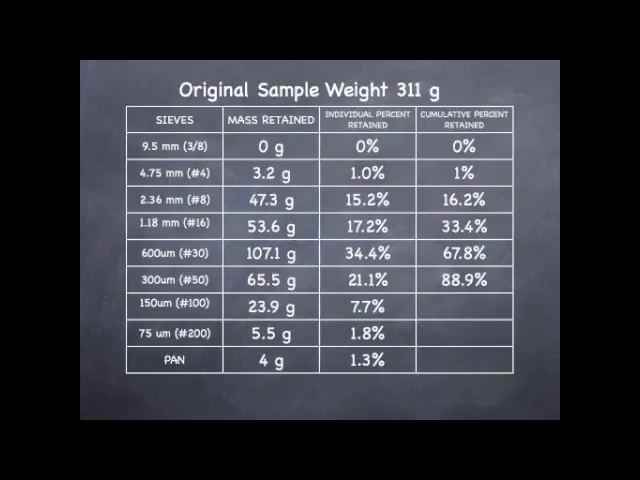 Original Sample Weight 311 g
SIEVES MASS RETAINED INDIVIDUAL PERCENT RETAINED CUMULATIVE PERCENT RETAINED
9.5 mm (3/8) 0 g 0% 0%
4.75 mm (#4) 3.2 g 1.0% 1%
2.36 mm (#8) 47.3 g 15.2% 16.2%
1.18 mm (#16) 53.6 g 17.2% 33.4%
600um (#30) 107.1 g 34.4% 67.8%
300um (#50) 65.5 g 21.1% 88.9%
150um (#100) 23.9 g 7.7%
75 um (#200) 5.5 g 1.8%
PAN 4 g 1.3%